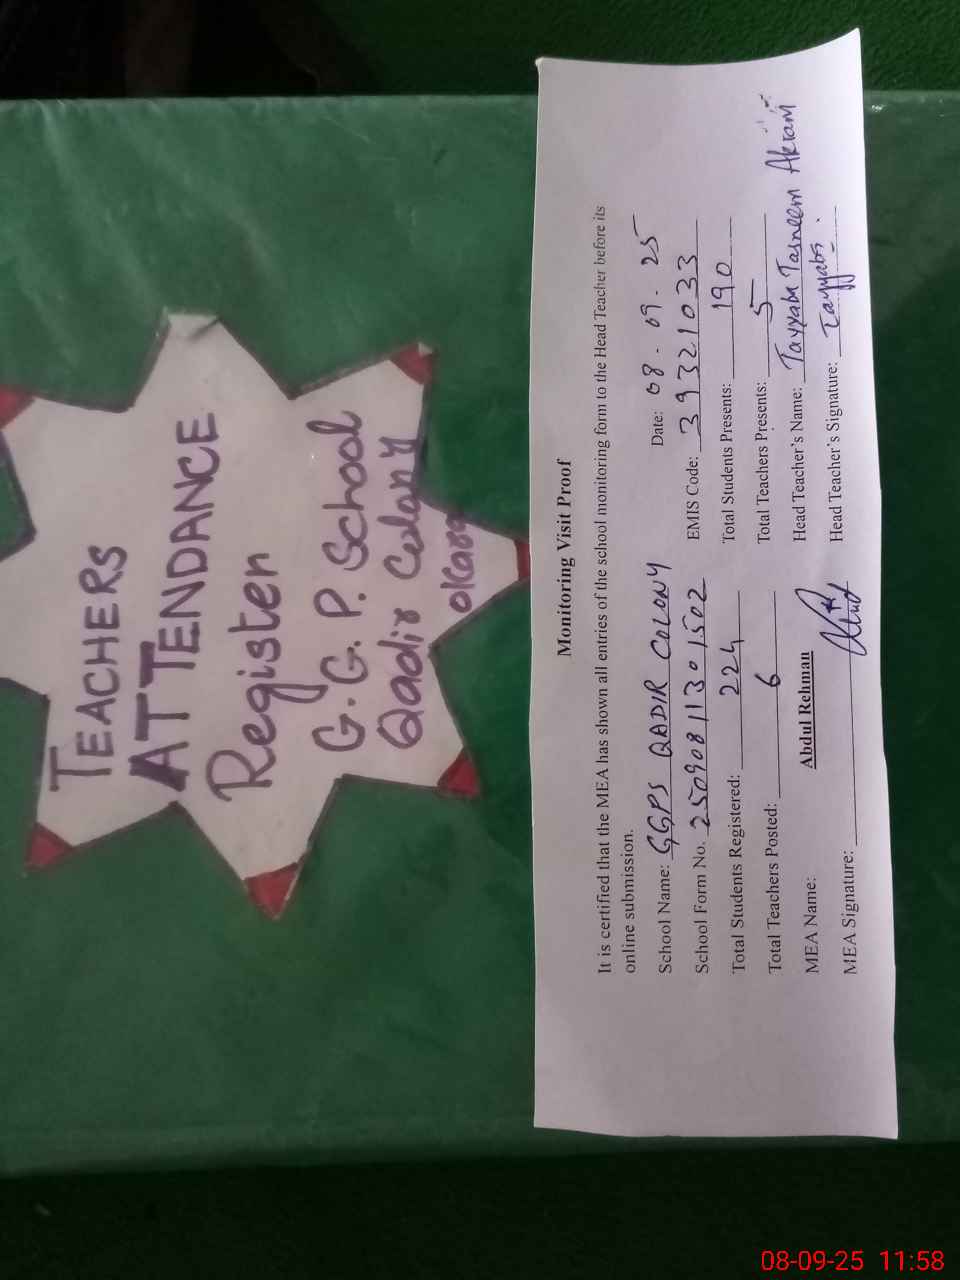 TEACHERS
ATTENDANCE
Register
G.G.P. School
Qadir Colony
okara
Monitoring Visit Proof
It is certified that the MEA has shown all entries of the school monitoring form to the Head Teacher before its
online submission.
School Name: GGPS QADIR COLONY Date: 08-09-25
School Form No. 25090811301502 EMIS Code: 39321033
Total Students Registered: 224 Total Students Presents: 190
Total Teachers Posted: 6 Total Teachers Presents: 5
MEA Name: Abdul Rehman Head Teacher's Name: Tayyaba Tasneem Akram
MEA Signature: Head Teacher's Signature: Tayyaba
08-09-25 11:58